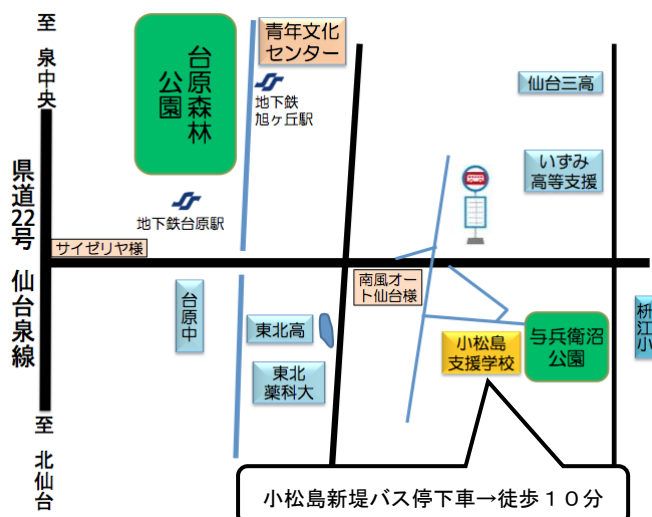 至 泉中央
県道22号 仙台泉線
至 北仙台
台原森林
公園
青年文化
センター
地下鉄
旭ヶ丘駅
地下鉄台原駅
サイゼリヤ様
台原中
東北高
東北
薬科大
南風オー
ト仙台様
仙台三高
いずみ
高等支援
小松島
支援学校
与兵衛沼
公園
枡江小
小松島新堤バス停下車→徒歩１０分